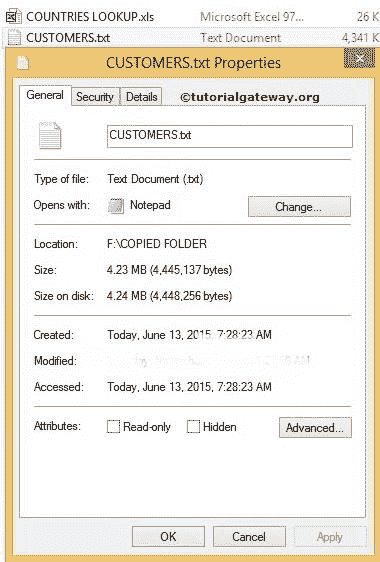 COUNTRIES LOOKUP.xls Microsoft Excel 97... 26 K
CUSTOMERS.txt Text Document 4,341 K
CUSTOMERS.txt Properties
General Security Details ©tutorialgateway.org
CUSTOMERS.txt
Type of file: Text Document (.txt)
Opens with: Notepad Change...
Location: F:\COPIED FOLDER
Size: 4.23 MB (4,445,137 bytes)
Size on disk: 4.24 MB (4,448,256 bytes)
Created: Today, June 13, 2015, 7:28:23 AM
Modified: AM
Accessed: Today, June 13, 2015, 7:28:23 AM
Attributes: Read-only Hidden Advanced...
OK Cancel Apply